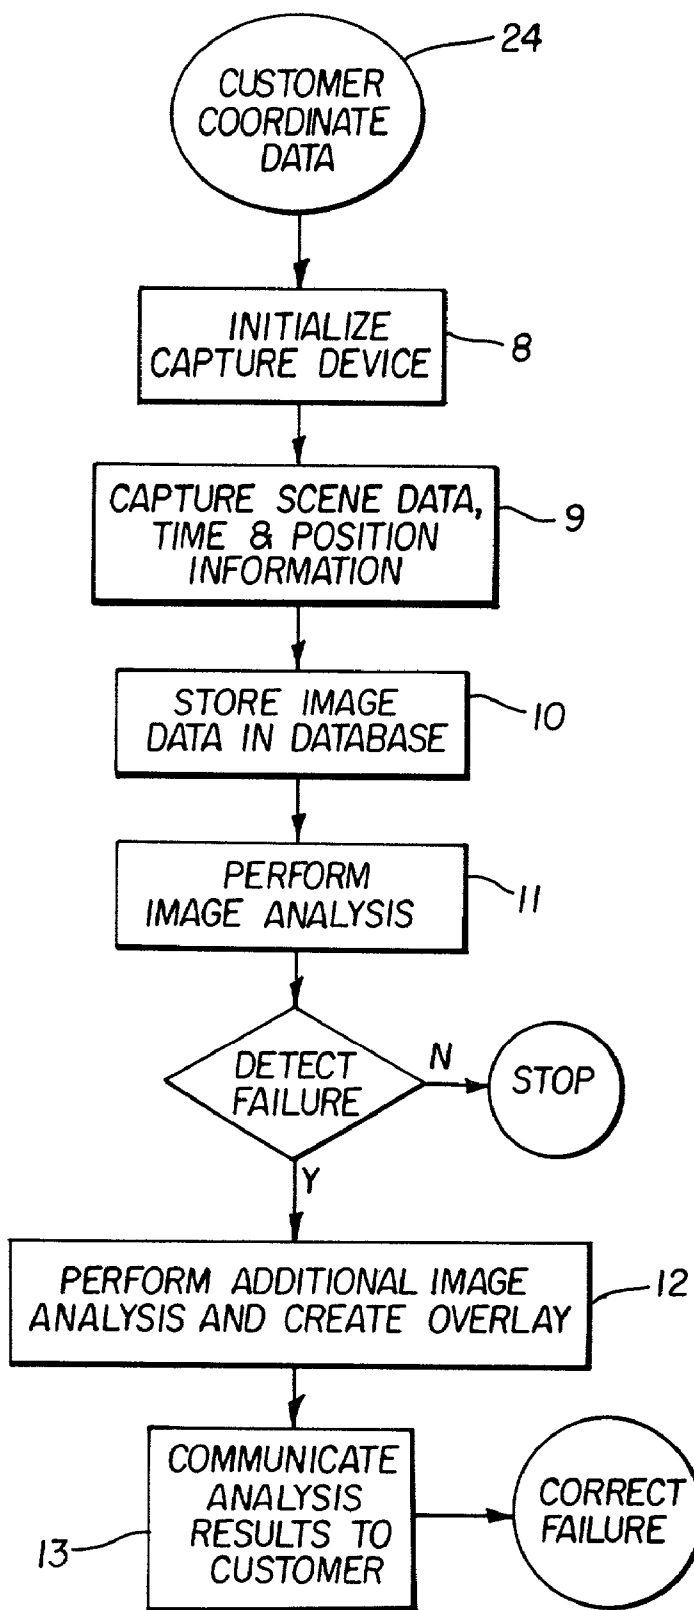 24
CUSTOMER
COORDINATE
DATA
INITIALIZE
CAPTURE DEVICE
8
CAPTURE SCENE DATA,
TIME & POSITION
INFORMATION
9
STORE IMAGE
DATA IN DATABASE
10
PERFORM
IMAGE ANALYSIS
11
DETECT
FAILURE
N
STOP
Y
PERFORM ADDITIONAL IMAGE
ANALYSIS AND CREATE OVERLAY
12
COMMUNICATE
ANALYSIS
RESULTS TO
CUSTOMER
13
CORRECT
FAILURE